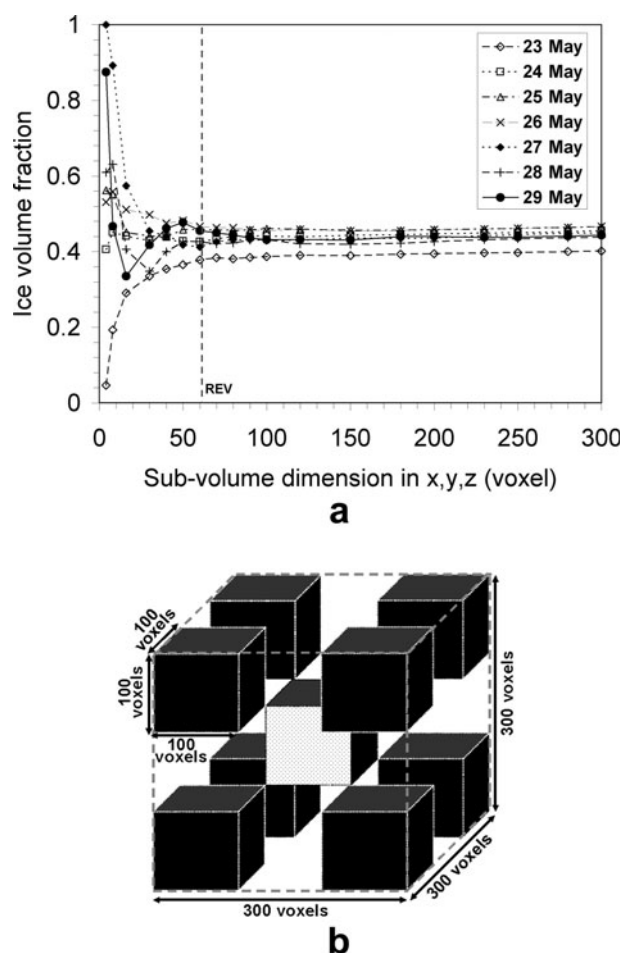 1
0.8
0.6
0.4
0.2
0
Ice volume fraction
23 May
24 May
25 May
26 May
27 May
28 May
29 May
REV
0 50 100 150 200 250 300
Sub-volume dimension in x,y,z (voxel)
a
100
voxels
100
voxels
100
voxels
300 voxels
300 voxels
300 voxels
b